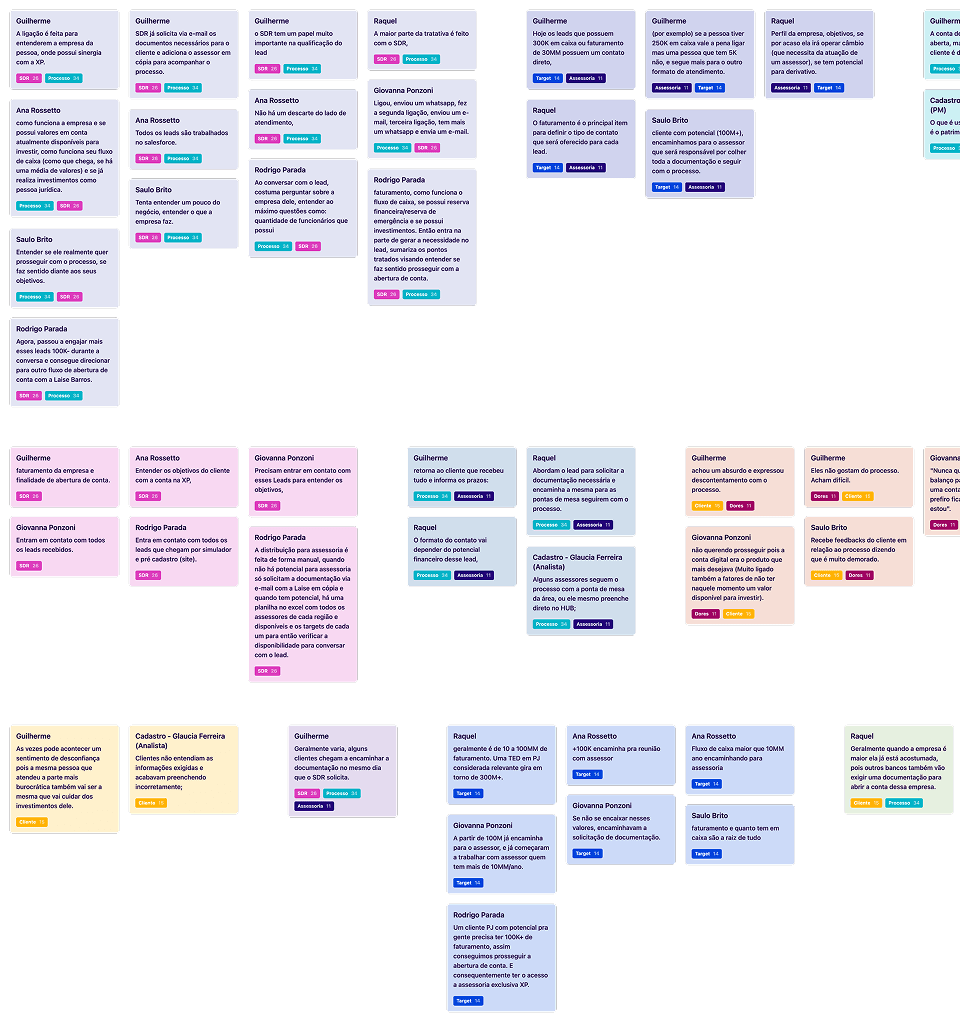 Guilherme
A ligação é feita para
entenderem a empresa da
pessoa, onde possui sinergia
com a XP.
SDR 26 Processo 34
Ana Rossetto
como funciona a empresa e se
possui valores em conta
atualmente disponíveis para
investir, como funciona seu fluxo
de caixa (como que chega, se há
uma média de valores) e se já
realiza investimentos como
pessoa jurídica.
Processo 34 SDR 26
Saulo Brito
Entender se ele realmente quer
prosseguir com o processo, se
faz sentido diante aos seus
objetivos.
Processo 34 SDR 26
Rodrigo Parada
Agora, passou a engajar mais
esses leads 100K- durante a
conversa e consegue direcionar
para outro fluxo de abertura de
conta com a Laise Barros.
SDR 26 Processo 34
Guilherme
SDR já solicita via e-mail os
documentos necessários para o
cliente e adiciona o assessor em
cópia para acompanhar o
processo.
SDR 26 Processo 34
Ana Rossetto
Todos os leads são trabalhados
no salesforce.
SDR 26 Processo 34
Saulo Brito
Tenta entender um pouco do
negócio, entender o que a
empresa faz.
SDR 26 Processo 34
Guilherme
o SDR tem um papel muito
importante na qualificação do
lead
SDR 26 Processo 34
Ana Rossetto
Não há um descarte do lado de
atendimento,
SDR 26 Processo 34
Rodrigo Parada
Ao conversar com o lead,
costuma perguntar sobre a
empresa dele, entender ao
máximo questões como:
quantidade de funcionários que
possui
Processo 34 SDR 26
Raquel
A maior parte da tratativa é feito
com o SDR,
SDR 26 Processo 34
Giovanna Ponzoni
Ligou, enviou um whatsapp, fez
a segunda ligação, enviou um e-
mail, terceira ligação, tem mais
um whatsapp e envia um e-mail.
Processo 34 SDR 26
Rodrigo Parada
faturamento, como funciona o
fluxo de caixa, se possui reserva
financeira/reserva de
emergência e se possui
investimentos. Então entra na
parte de gerar a necessidade no
lead, sumariza os pontos
tratados visando entender se
faz sentido prosseguir com a
abertura de conta.
SDR 26 Processo 34
Guilherme
Hoje os leads que possuem
300K em caixa ou faturamento
de 30MM possuem um contato
direto,
Target 14 Assessoria 11
Raquel
O faturamento é o principal item
para definir o tipo de contato
que será oferecido para cada
lead.
Target 14 Assessoria 11
Guilherme
(por exemplo) se a pessoa tiver
250K em caixa vale a pena ligar
mas uma pessoa que tem 5K
não, e segue mais para o outro
formato de atendimento.
Assessoria 11 Target 14
Saulo Brito
cliente com potencial (100M+),
encaminhamos para o assessor
que será responsável por colher
toda a documentação e seguir
com o processo.
Target 14 Assessoria 11
Raquel
Perfil da empresa, objetivos, se
por acaso ela irá operar câmbio
(que necesita da atuação de
um assessor), se tem potencial
para derivativo.
Assessoria 11 Target 14
Guilherm
A conta de
aberta, ma
cliente é d
Processo 3
Cadastro
(PM)
O que é us
é o patrim
Processo 3
Guilherme
faturamento da empresa e
finalidade de abertura de conta.
SDR 26
Giovanna Ponzoni
Entram em contato com todos
os leads recebidos.
SDR 26
Ana Rossetto
Entender os objetivos do cliente
com a conta na XP,
SDR 26
Rodrigo Parada
Entra em contato com todos os
leads que chegam por simulador
e pré cadastro (site).
SDR 26
Giovanna Ponzoni
Precisam entrar em contato com
esses Leads para entender os
objetivos,
SDR 26
Rodrigo Parada
A distribuição para assessoria é
feita de forma manual, quando
não há potencial para assessoria
só solicitam a documentação via
e-mail com a Laise em cópia e
quando tem potencial, há uma
planilha no excel com todos os
assessores de cada região e
disponíveis e os targets de cada
um para então verificar a
disponibilidade para conversar
com o lead.
SDR 26
Guilherme
retorna ao cliente que recebeu
tudo e informa os prazos:
Processo 34 Assessoria 11
Raquel
O formato do contato vai
depender do potencial
financeiro desse lead,
Processo 34 Assessoria 11
Raquel
Abordam o lead para solicitar a
documentação necessária e
encaminha a mesma para as
pontas de mesa seguirem com o
processo.
Processo 34 Assessoria 11
Cadastro - Glaucia Ferreira
(Analista)
Alguns assessores seguem o
processo com a ponta de mesa
da área, ou ele mesmo preenche
direto no HUB;
Processo 34 Assessoria 11
Guilherme
achou um absurdo e expressou
descontentamento com o
processo.
Cliente 15 Dores 11
Giovanna Ponzoni
não querendo prosseguir pois a
conta digital era o produto que
mais desejava (Muito ligado
também a fatores de não ter
naquele momento um valor
disponível para investir).
Dores 11 Cliente 15
Guilherme
Eles não gostam do processo.
Acham difícil.
Dores 11 Cliente 15
Saulo Brito
Recebe feedbacks do cliente em
relação ao processo dizendo
que é muito demorado.
Cliente 15 Dores 11
Giovanna
"Nunca qu
balanço pa
uma conta
prefiro fica
estou".
Dores 11
Guilherme
As vezes pode acontecer um
sentimento de desconfiança
pois a mesma pessoa que
atendeu a parte mais
burocrática também vai ser a
mesma que vai cuidar dos
investimentos dele.
Cliente 15
Cadastro - Glaucia Ferreira
(Analista)
Clientes não entendiam as
informações exigidas e
acabavam preenchendo
incorretamente;
Cliente 15
Guilherme
Geralmente varia, alguns
clientes chegam a encaminhar a
documentação no mesmo dia
que o SDR solicita.
SDR 26 Processo 34
Assessoria 11
Raquel
geralmente é de 10 a 100MM de
faturamento. Uma TED em PJ
considerada relevante gira em
torno de 300M+.
Target 14
Giovanna Ponzoni
A partir de 100M já encaminha
para o assessor, e já começaram
a trabalhar com assessor quem
tem mais de 10MM/ano.
Target 14
Rodrigo Parada
Um cliente PJ com potencial pra
gente precisa ter 100K+ de
faturamento, assim
conseguimos prosseguir a
abertura de conta. E
consequentemente ter o acesso
a assessoria exclusiva XP.
Target 14
Ana Rossetto
+100K encaminha pra reunião
com assessor
Target 14
Giovanna Ponzoni
Se não se encaixar nesses
valores, encaminhavam a
solicitação de documentação.
Target 14
Ana Rossetto
Fluxo de caixa maior que 10MM
ano encaminhando para
assessoria
Target 14
Saulo Brito
faturamento e quanto tem em
caixa são a raiz de tudo
Target 14
Raquel
Geralmente quando a empresa é
maior ela já está acostumada,
pois outros bancos também vão
exigir uma documentação para
abrir a conta dessa empresa.
Cliente 15 Processo 34